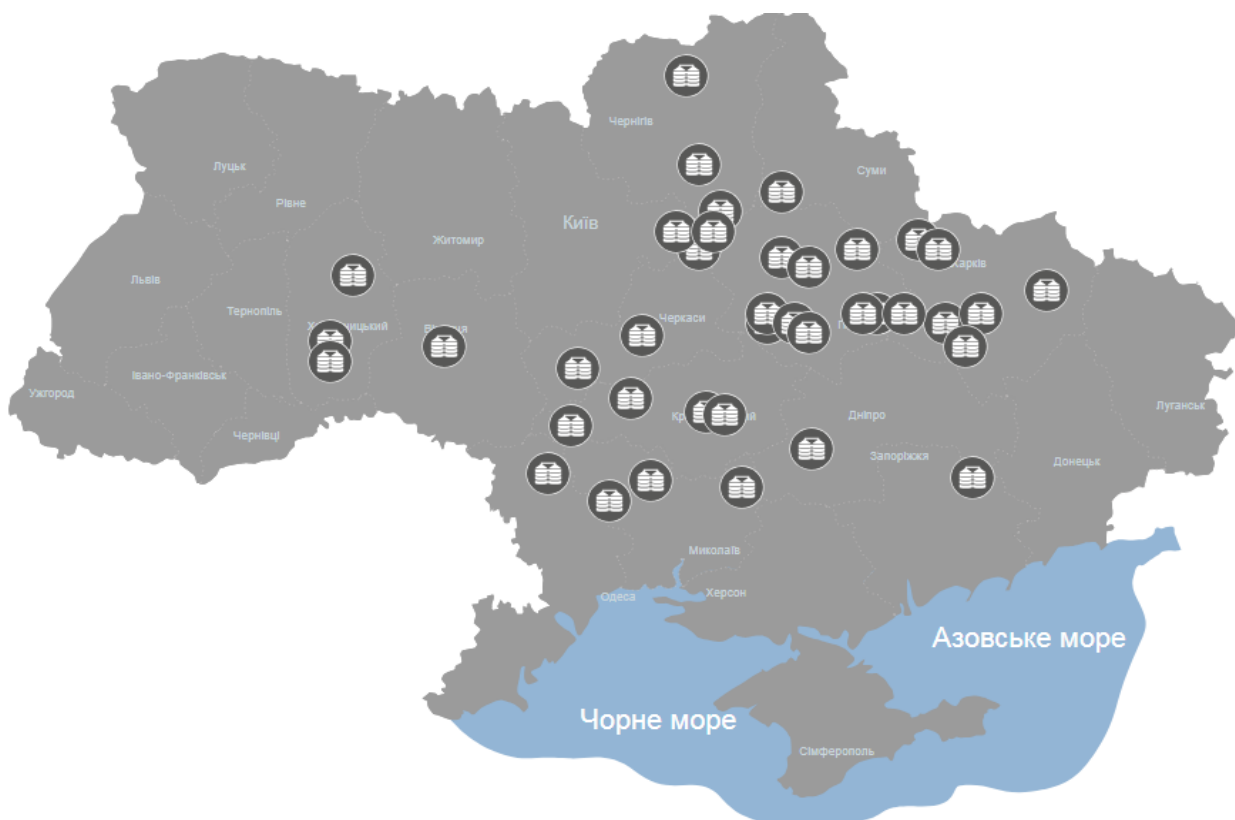 Чернігів
Луцьк
Суми
Рівне
Київ
Житомир
Львів
Тернопіль
Черкаси
Івано-Франківськ
Ужгород
Чернівці
Дніпро
Луганськ
Запоріжжя
Донецьк
Миколаїв
Одеса
Херсон
Азовське море
Чорне море
Сімферополь